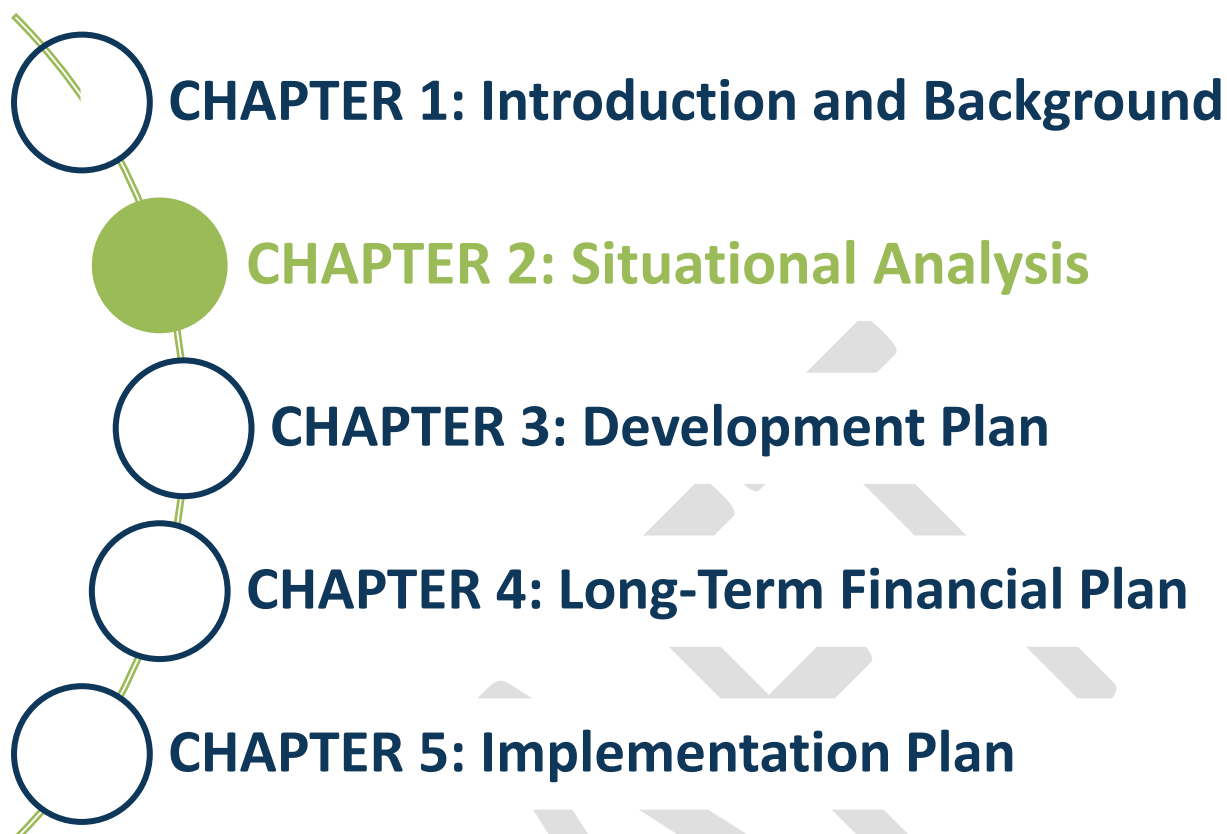 CHAPTER 1: Introduction and Background
CHAPTER 2: Situational Analysis
CHAPTER 3: Development Plan
CHAPTER 4: Long-Term Financial Plan
CHAPTER 5: Implementation Plan